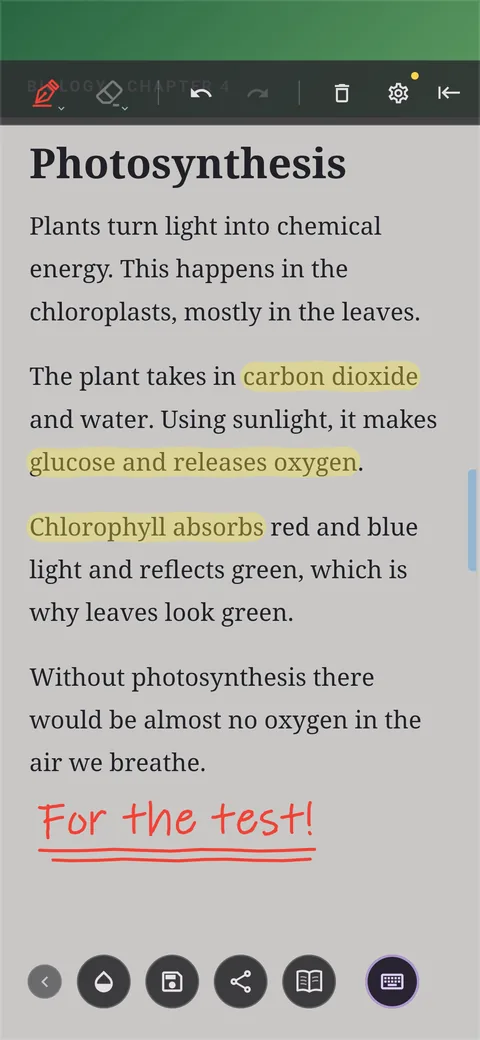 BIOLOGY · CHAPTER 4
Photosynthesis
Plants turn light into chemical
energy. This happens in the
chloroplasts, mostly in the leaves.
The plant takes in carbon dioxide
and water. Using sunlight, it makes
glucose and releases oxygen.
Chlorophyll absorbs red and blue
light and reflects green, which is
why leaves look green.
Without photosynthesis there
would be almost no oxygen in the
air we breathe.
For the test!